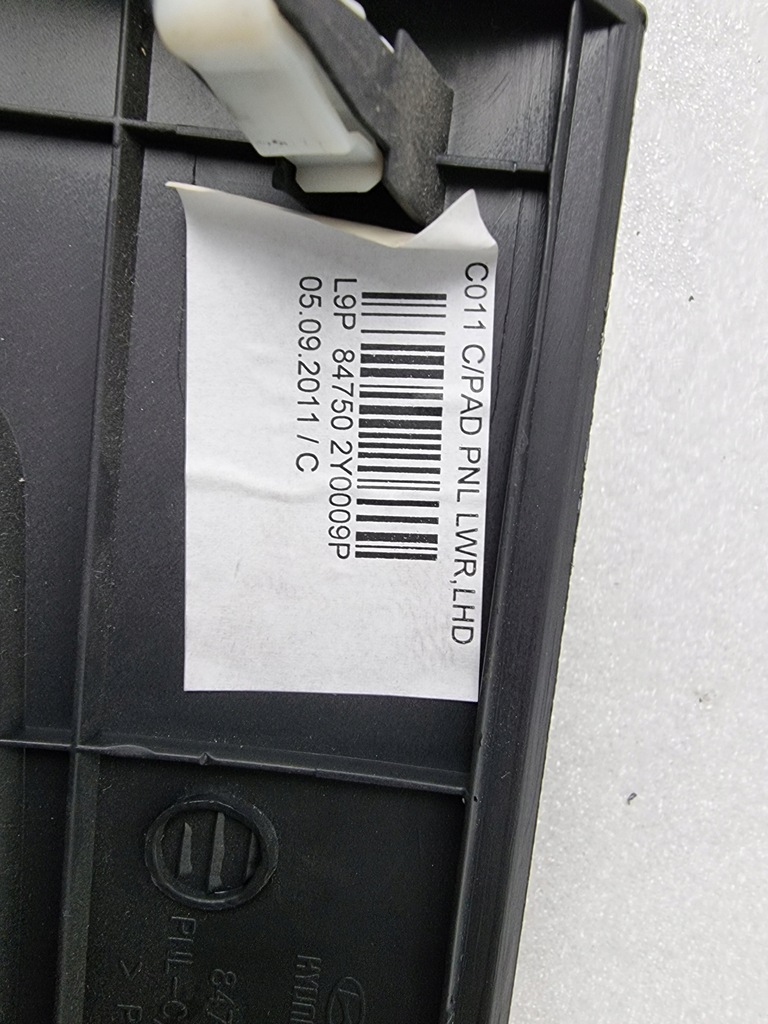 C011 C/PAD PNL LWR,LHD
L9P 84750 2Y0009P
05.09.2011 / C